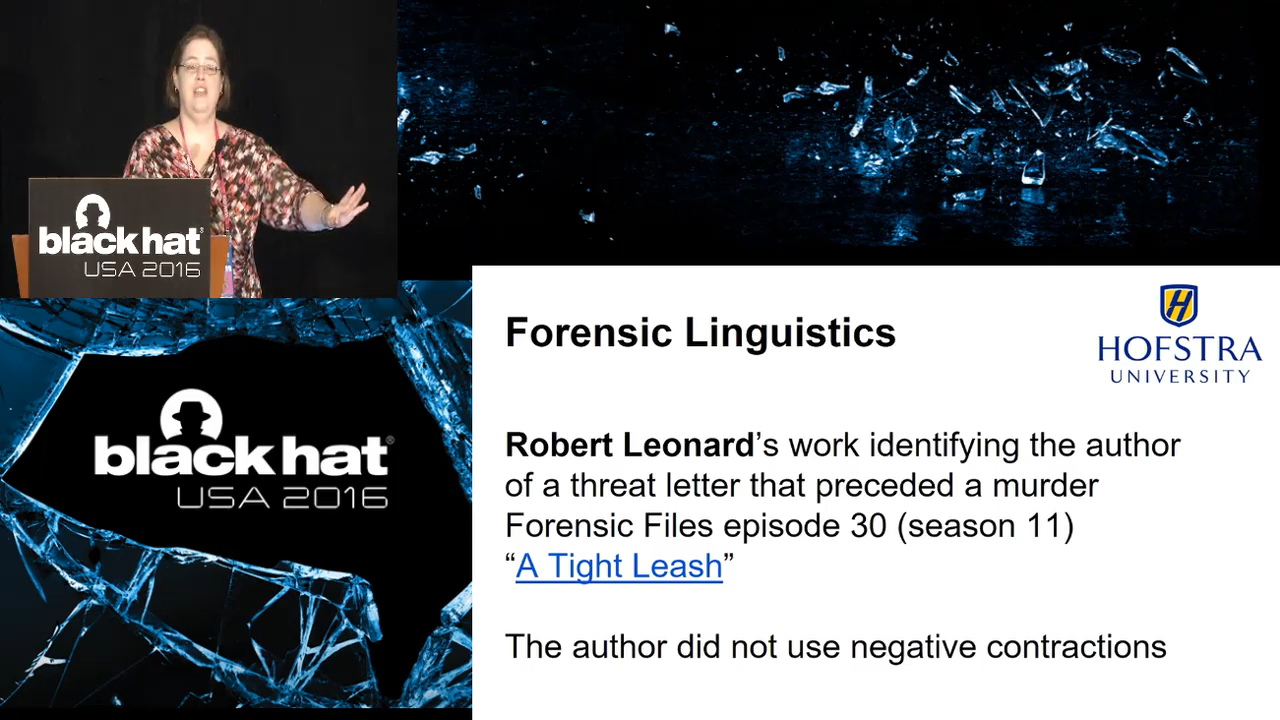 black hat
USA 2016
black hat®
USA 2016
Forensic Linguistics
HOFSTRA
UNIVERSITY
Robert Leonard's work identifying the author
of a threat letter that preceded a murder
Forensic Files episode 30 (season 11)
“A Tight Leash”
The author did not use negative contractions